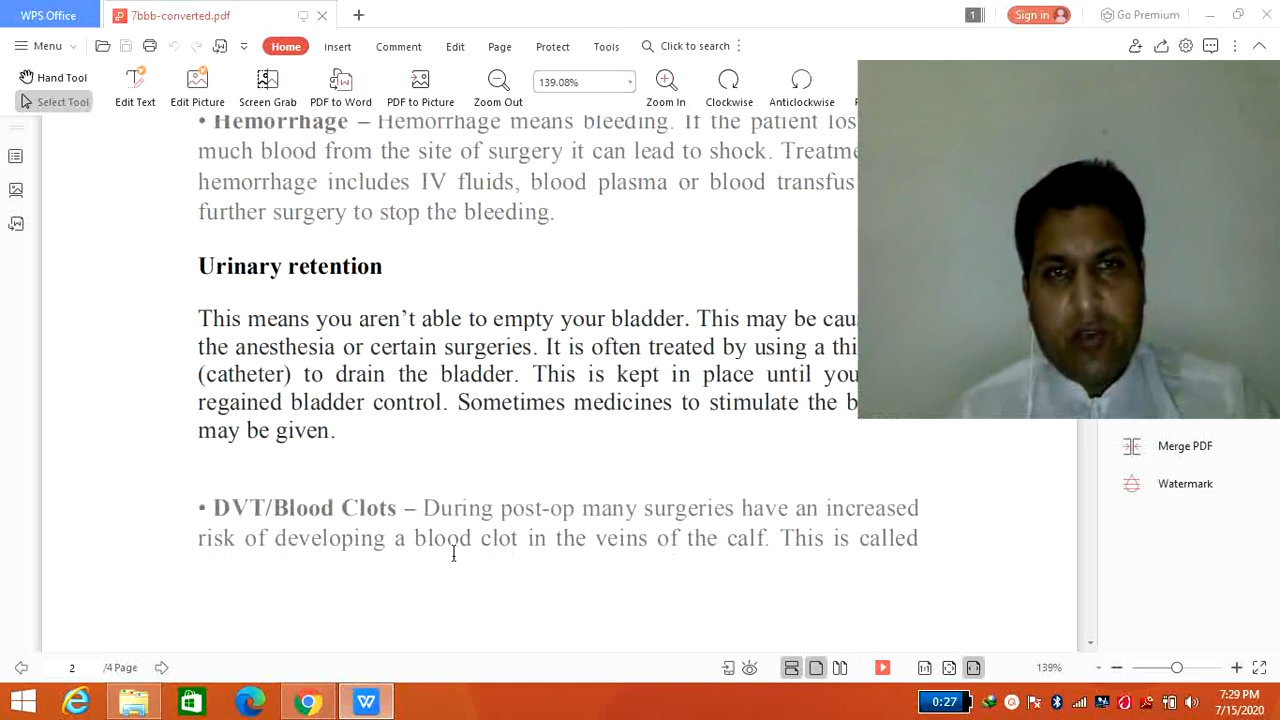 WPS Office
7bbb-converted.pdf
1
Sign in
Go Premium
Menu
Home
Insert
Comment
Edit
Page
Protect
Tools
Click to search
Hand Tool
Select Tool
Edit Text
Edit Picture
Screen Grab
PDF to Word
PDF to Picture
Zoom Out
139.08%
Zoom In
Clockwise
Anticlockwise
• Hemorrhage – Hemorrhage means bleeding. If the patient los
much blood from the site of surgery it can lead to shock. Treatme
hemorrhage includes IV fluids, blood plasma or blood transfus
further surgery to stop the bleeding.
Urinary retention
This means you aren't able to empty your bladder. This may be cau
the anesthesia or certain surgeries. It is often treated by using a thi
(catheter) to drain the bladder. This is kept in place until you
regained bladder control. Sometimes medicines to stimulate the b
may be given.
• DVT/Blood Clots – During post-op many surgeries have an increased
risk of developing a blood clot in the veins of the calf. This is called
Merge PDF
Watermark
2 /4 Page
139%
0:27
7:29 PM
7/15/2020